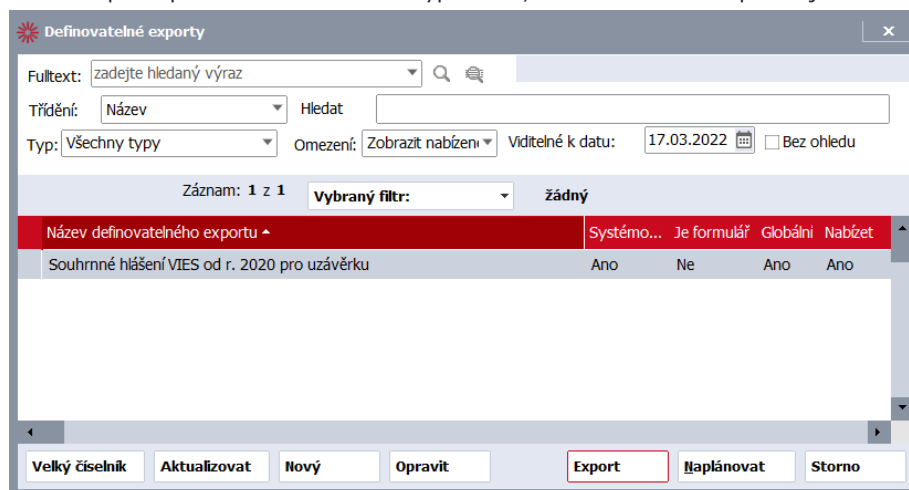 Definovatelné exporty
Fulltext: zadejte hledaný výraz
Třídění: Název Hledat
Typ: Všechny typy Omezení: Zobrazit nabízen Viditelné k datu: 17.03.2022 Bez ohledu
Záznam: 1 z 1 Vybraný filtr: žádný
Název definovatelného exportu Systémo... Je formulář Globálni Nabízet
Souhrnné hlášení VIES od r. 2020 pro uzávěrku Ano Ne Ano Ano
Velký číselník Aktualizovat Nový Opravit Export Naplánovat Storno